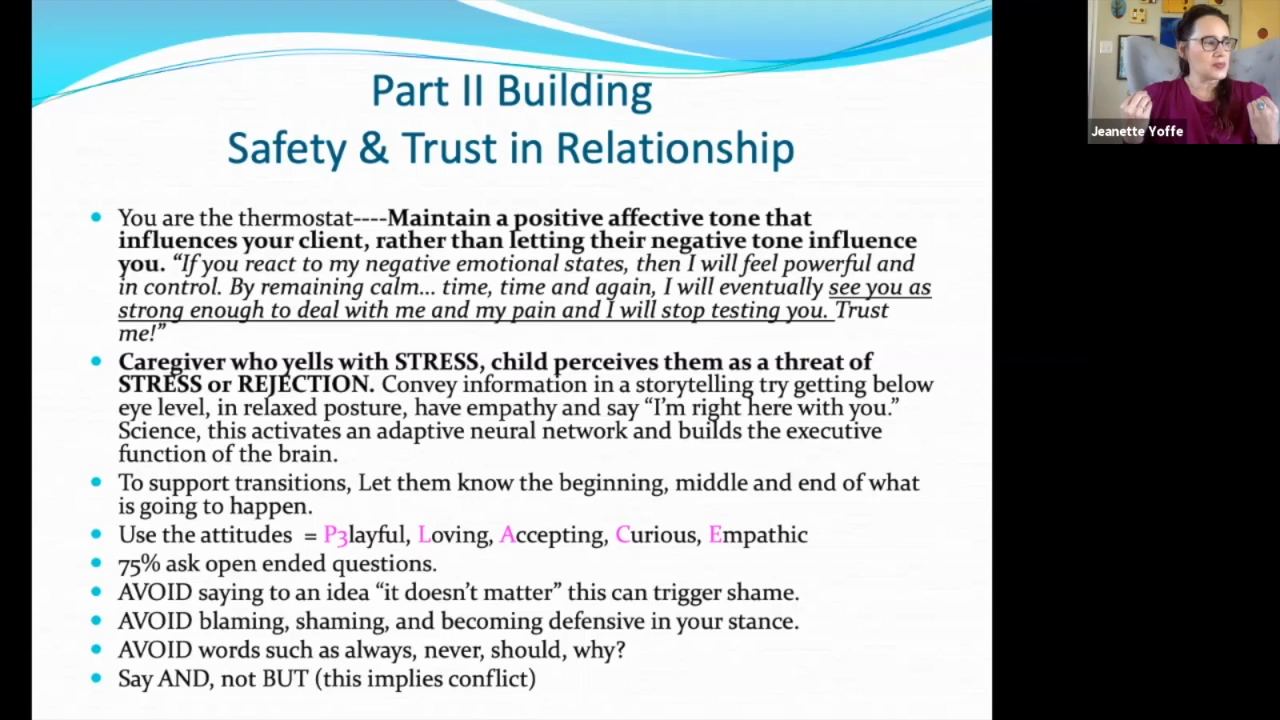 Part II Building
Safety & Trust in Relationship
• You are the thermostat----Maintain a positive affective tone that
influences your client, rather than letting their negative tone influence
you. “If you react to my negative emotional states, then I will feel powerful and
in control. By remaining calm... time, time and again, I will eventually see you as
strong enough to deal with me and my pain and I will stop testing you. Trust
me!”
• Caregiver who yells with STRESS, child perceives them as a threat of
STRESS or REJECTION. Convey information in a storytelling try getting below
eye level, in relaxed posture, have empathy and say “I’m right here with you.”
Science, this activates an adaptive neural network and builds the executive
function of the brain.
• To support transitions, Let them know the beginning, middle and end of what
is going to happen.
• Use the attitudes = P3layful, Loving, Accepting, Curious, Empathic
• 75% ask open ended questions.
• AVOID saying to an idea “it doesn’t matter” this can trigger shame.
• AVOID blaming, shaming, and becoming defensive in your stance.
• AVOID words such as always, never, should, why?
• Say AND, not BUT (this implies conflict)
Jeanette Yoffe